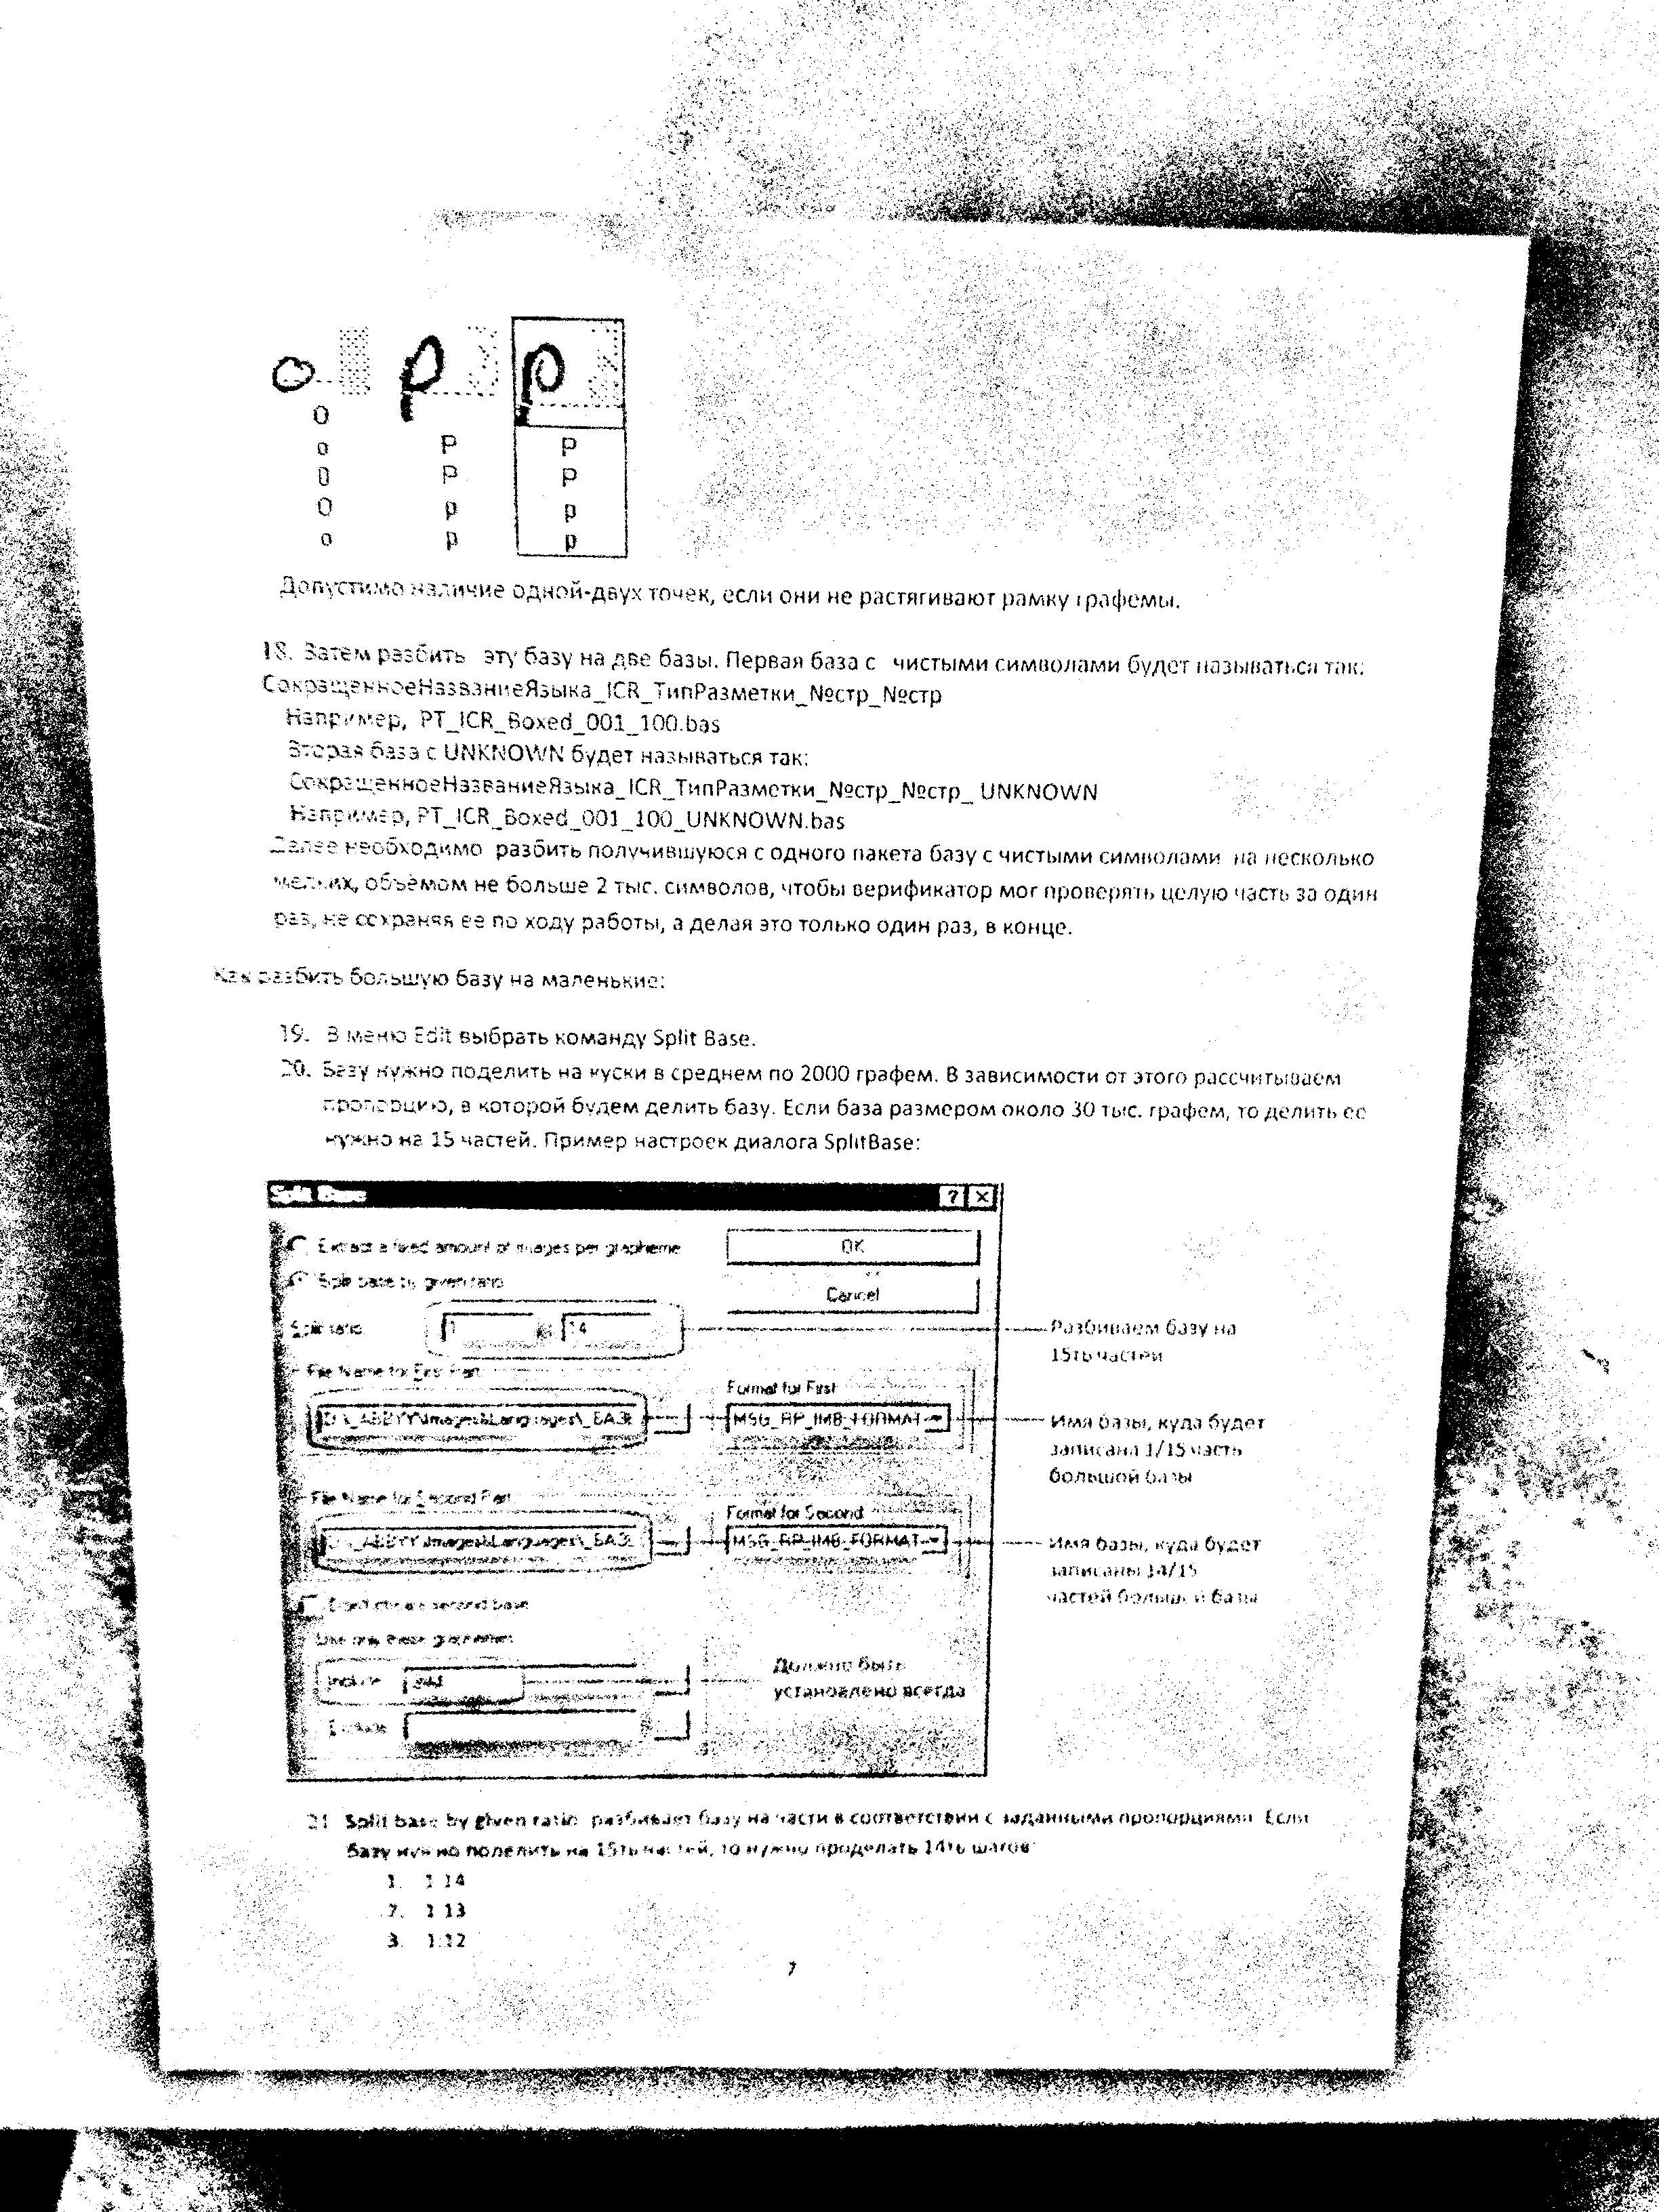 о р р
О
о Р Р
О Р Р
О р р
о р р
Допустимо наличие одной-двух точек, если они не растягивают рамку графемы.
18. Затем разбить эту базу на две базы. Первая база с чистыми символами будет называться так:
СокращенноеНазваниеЯзыка_ICR_ТипРазметки_№стр_№стр
Например, PT_ICR_Boxed_001_100.bas
Вторая база с UNKNOWN будет называться так:
СокращенноеНазваниеЯзыка_ICR_ТипРазметки_№стр_№стр_ UNKNOWN
Например, PT_ICR_Boxed_001_100_UNKNOWN.bas
Далее необходимо разбить получившуюся с одного пакета базу с чистыми символами на несколько
мелких, объемом не больше 2 тыс. символов, чтобы верификатор мог проверять целую часть за один
раз, не сохраняя ее по ходу работы, а делая это только один раз, в конце.
Как разбить большую базу на маленькие:
19. В меню Edit выбрать команду Split Base.
20. Базу нужно поделить на куски в среднем по 2000 графем. В зависимости от этого рассчитываем
пропорцию, в которой будем делить базу. Если база размером около 30 тыс. графем, то делить ее
нужно на 15 частей. Пример настроек диалога SplitBase:
Split Base ? ×
Extract a fixed amount of images per grapheme OK
Split base by given ratio
Cancel
Split ratio 1 14 Разбиваем базу на
15ть частей
File Name for First Part
Format for First
D:\_ABBYY\Images&Languages\_БАЗЕ MSG_RP_IMB_FORMAT Имя базы, куда будет
записана 1/15 часть
большой базы
File Name for Second Part
Format for Second
D:\_ABBYY\Images&Languages\_БАЗЕ MSG_RP_IMB_FORMAT Имя базы, куда будет
записаны 14/15
частей большой базы
second base
Use only these graphemes
Include Должно быть
установлено всегда
Exclude
21. Split base by given ratio разбивает базу на части в соответствии с заданными пропорциями. Если
базу нужно поделить на 15ть частей, то нужно проделать 14ть шагов:
1. 1:14
2. 1:13
3. 1:12
7